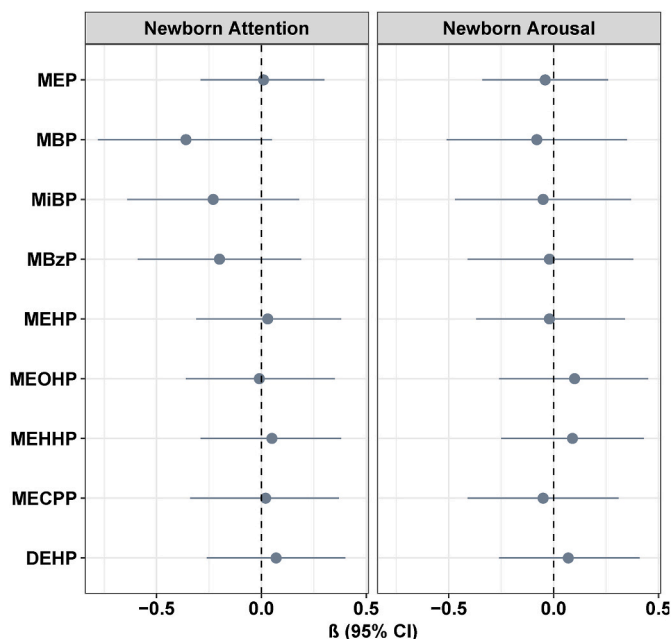 Newborn Attention Newborn Arousal
MEP
MBP
MiBP
MBzP
MEHP
MEOHP
MEHHP
MECPP
DEHP
−0.5 0.0 0.5 −0.5 0.0 0.5
ß (95% CI)